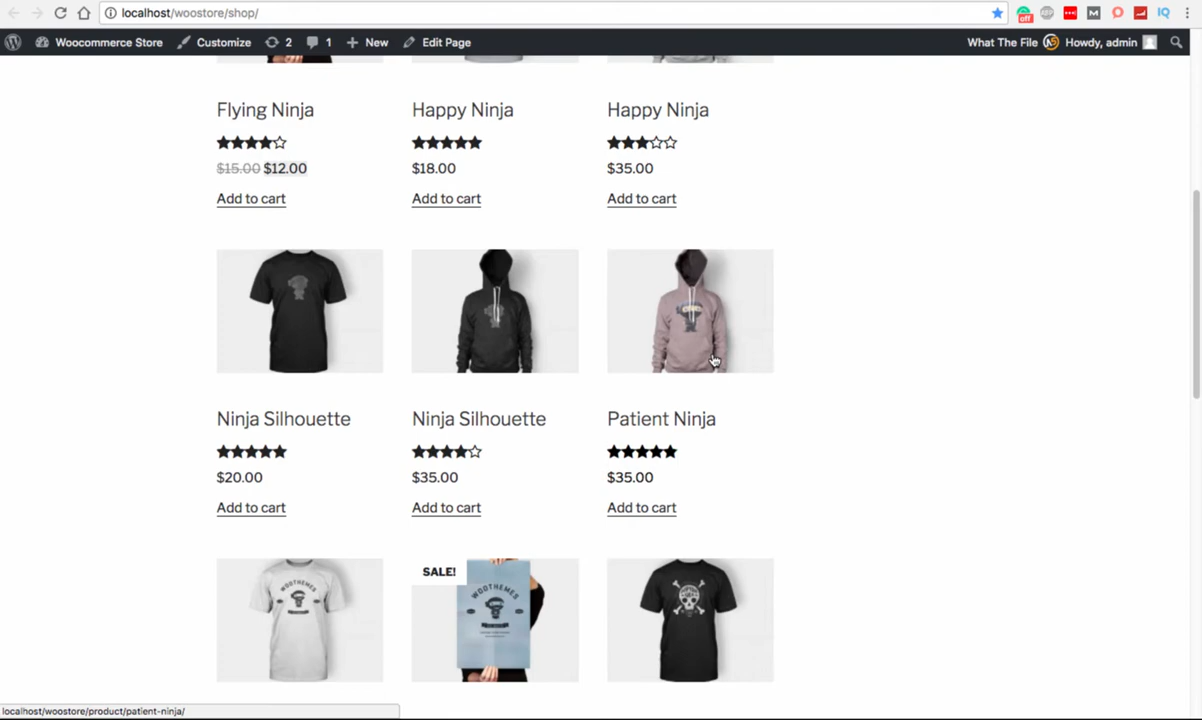 localhost/woostore/shop/
off
ABP
M
IQ
Woocommerce Store
Customize
2
1
New
Edit Page
What The File
Howdy, admin
Flying Ninja
Happy Ninja
Happy Ninja
$15.00 $12.00
$18.00
$35.00
Add to cart
Add to cart
Add to cart
Ninja Silhouette
Ninja Silhouette
Patient Ninja
$20.00
$35.00
$35.00
Add to cart
Add to cart
Add to cart
WOOTHEMES
SALE!
WOOTHEMES
localhost/woostore/product/patient-ninja/